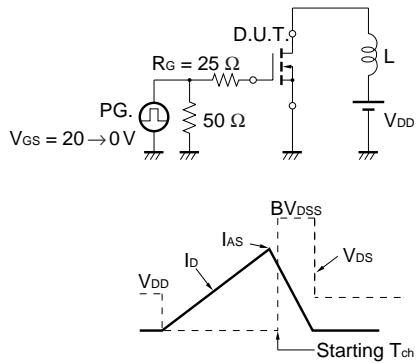 D.U.T.
RG = 25 Ω
L
PG.
50 Ω
VDD
VGS = 20 → 0 V
BVDSS
IAS
ID
VDS
VDD
Starting Tch